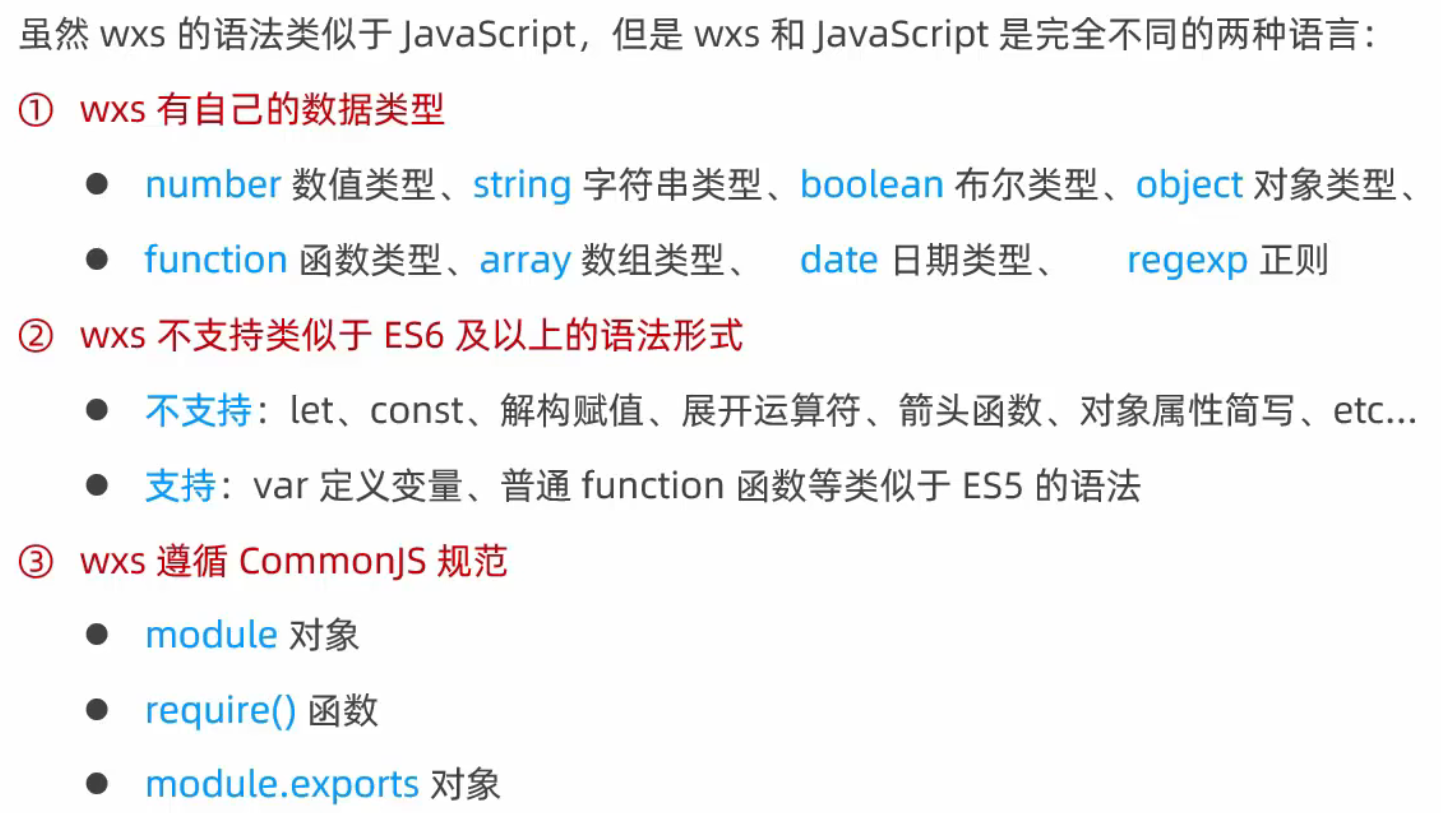 虽然 wxs 的语法类似于 JavaScript，但是 wxs 和 JavaScript 是完全不同的两种语言：
① wxs 有自己的数据类型
● number 数值类型、string 字符串类型、boolean 布尔类型、object 对象类型、
● function 函数类型、array 数组类型、 date 日期类型、 regexp 正则
② wxs 不支持类似于 ES6 及以上的语法形式
● 不支持：let、const、解构赋值、展开运算符、箭头函数、对象属性简写、etc...
● 支持：var 定义变量、普通 function 函数等类似于 ES5 的语法
③ wxs 遵循 CommonJS 规范
● module 对象
● require() 函数
● module.exports 对象